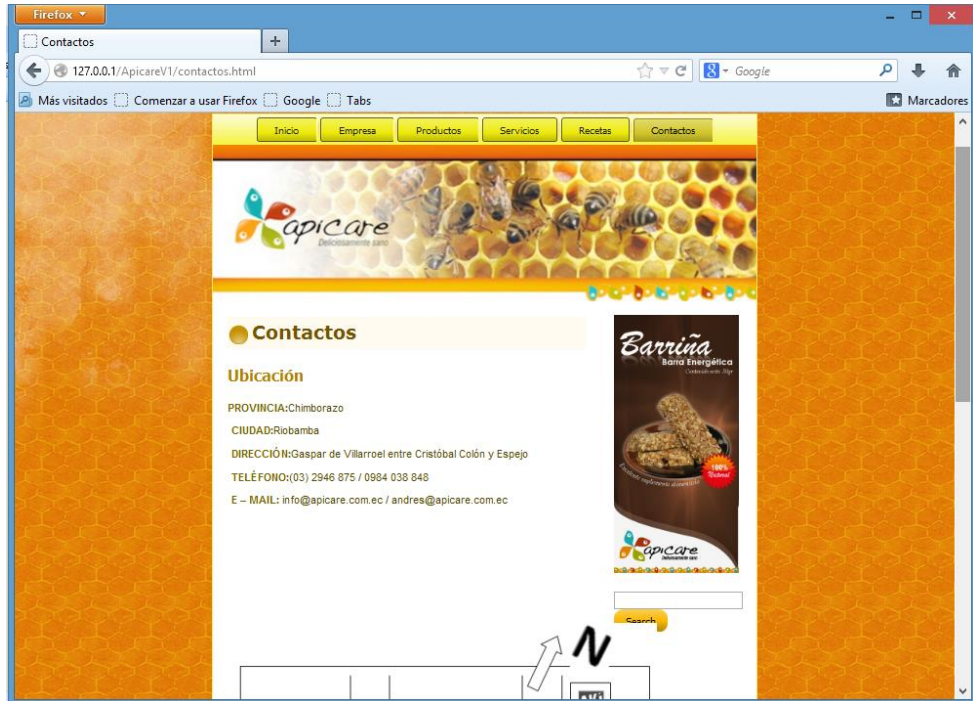 Firefox
Contactos
127.0.0.1/ApicareV1/contactos.html
Google
Más visitados Comenzar a usar Firefox Google Tabs Marcadores
Inicio Empresa Productos Servicios Recetas Contactos
apicare
Deliciosamente sano
Contactos
Ubicación
PROVINCIA:Chimborazo
CIUDAD:Riobamba
DIRECCIÓN:Gaspar de Villarroel entre Cristóbal Colón y Espejo
TELÉFONO:(03) 2946 875 / 0984 038 848
E – MAIL: info@apicare.com.ec / andres@apicare.com.ec
Barriña
Barra Energética
100%
Natural
apicare
Search
N